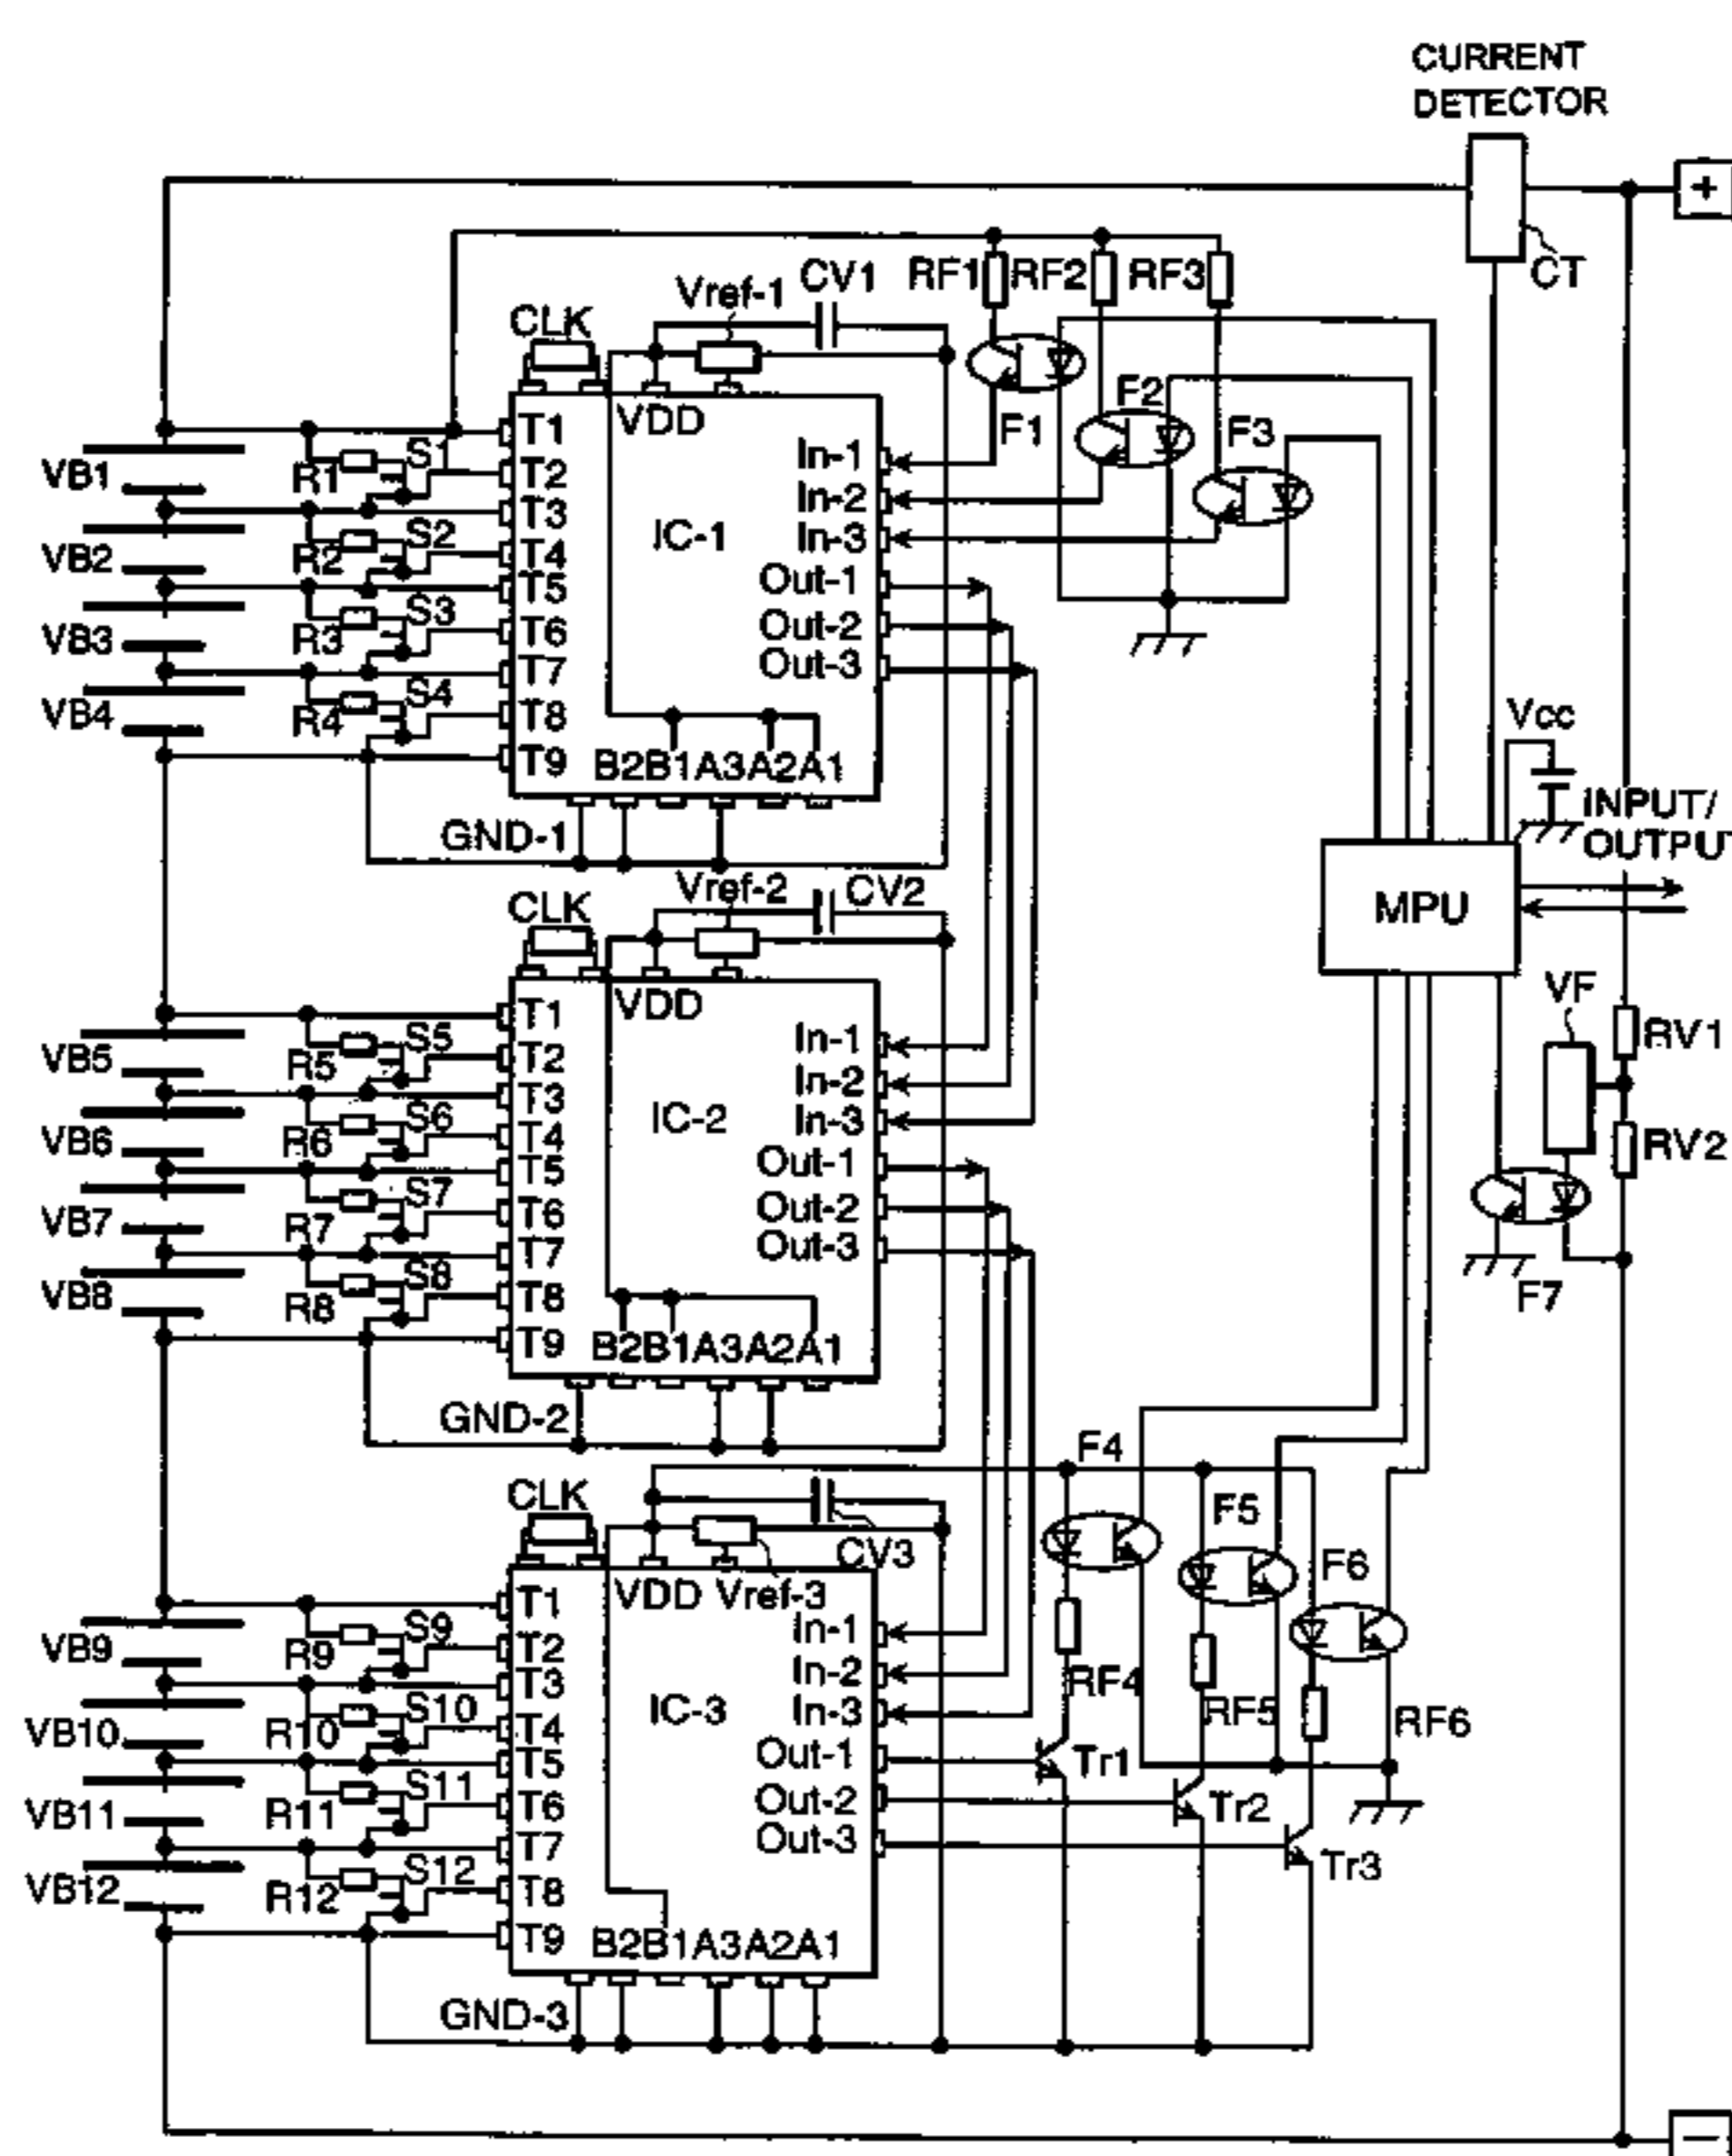 CURRENT
DETECTOR
+
CT
RF1 RF2 RF3
Vref-1 CV1
CLK
VDD
F1
F2
F3
VB1
VB2
VB3
VB4
R1
R2
R3
R4
S1
S2
S3
S4
T1
T2
T3
T4
T5
T6
T7
T8
T9
IC-1
In-1
In-2
In-3
Out-1
Out-2
Out-3
B2B1A3A2A1
GND-1
Vcc
INPUT/
OUTPUT
MPU
Vref-2 CV2
CLK
VDD
VB5
VB6
VB7
VB8
R5
R6
R7
R8
S5
S6
S7
S8
T1
T2
T3
T4
T5
T6
T7
T8
T9
IC-2
In-1
In-2
In-3
Out-1
Out-2
Out-3
B2B1A3A2A1
GND-2
VF
RV1
RV2
F7
CLK
VDD Vref-3
CV3
F4
F5
F6
RF4
RF5
RF6
Tr1
Tr2
Tr3
VB9
VB10
VB11
VB12
R9
R10
R11
R12
S9
S10
S11
S12
T1
T2
T3
T4
T5
T6
T7
T8
T9
IC-3
In-1
In-2
In-3
Out-1
Out-2
Out-3
B2B1A3A2A1
GND-3
−